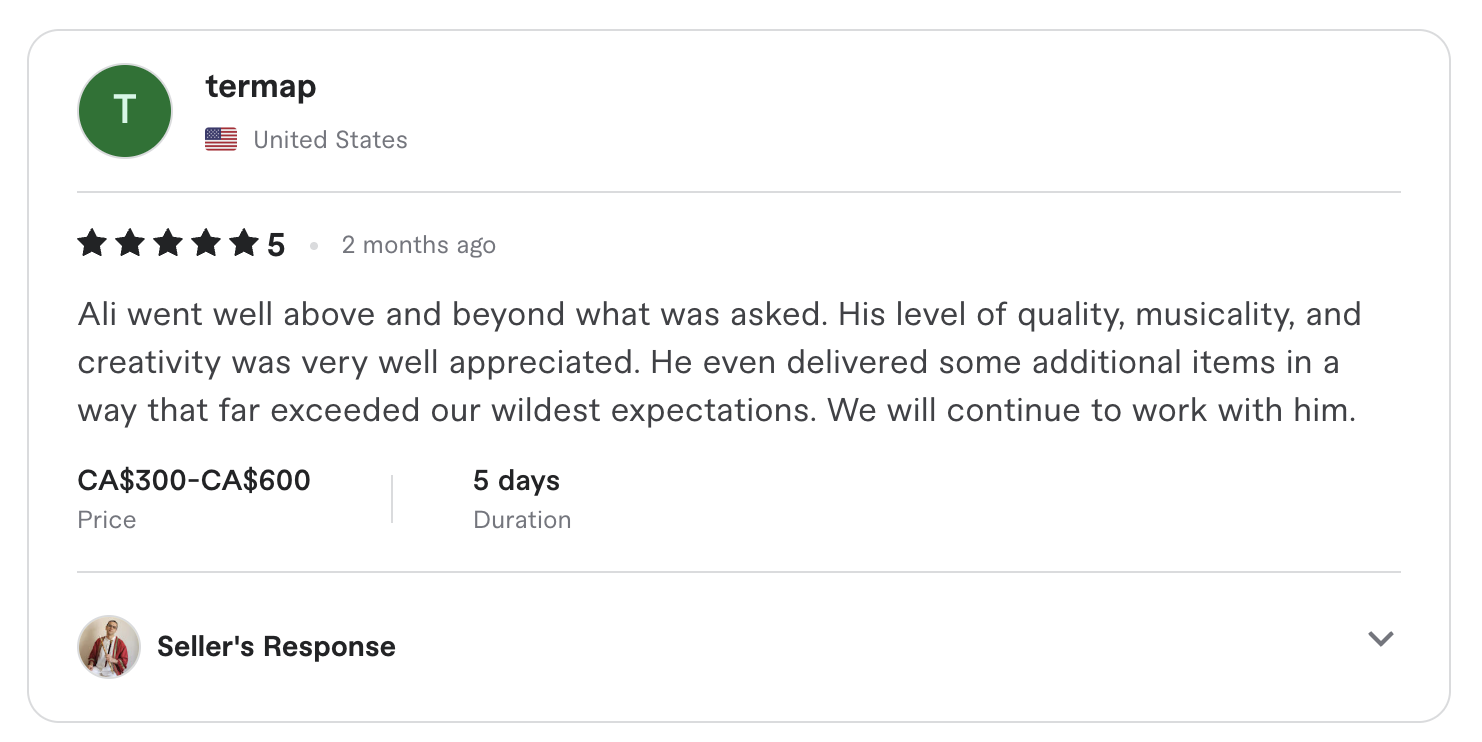 T
termap
United States
5
2 months ago
Ali went well above and beyond what was asked. His level of quality, musicality, and
creativity was very well appreciated. He even delivered some additional items in a
way that far exceeded our wildest expectations. We will continue to work with him.
CA$300-CA$600
Price
5 days
Duration
Seller's Response